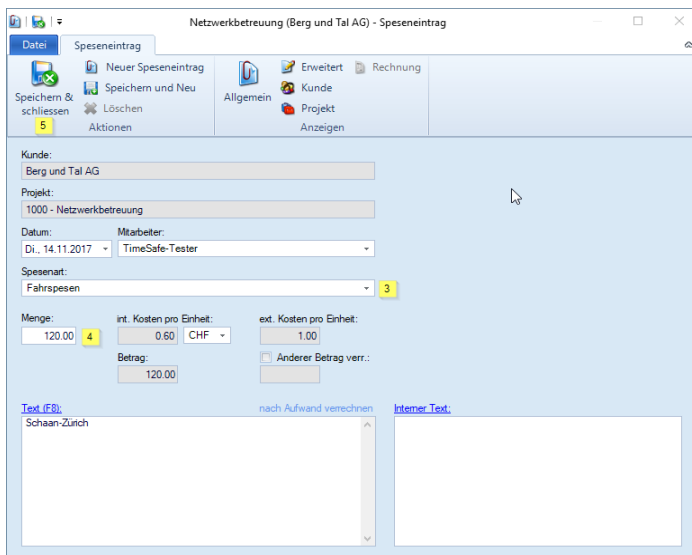 Netzwerkbetreuung (Berg und Tal AG) - Speseneintrag
Datei Speseneintrag
Neuer Speseneintrag
Speichern und Neu
Löschen
Speichern & schliessen
5
Aktionen
Allgemein
Erweitert
Kunde
Projekt
Rechnung
Anzeigen
Kunde:
Berg und Tal AG
Projekt:
1000 - Netzwerkbetreuung
Datum: Mitarbeiter:
Di., 14.11.2017 TimeSafe-Tester
Spesenart:
Fahrspesen 3
Menge: int. Kosten pro Einheit: ext. Kosten pro Einheit:
120.00 4 0.60 CHF 1.00
Betrag: Anderer Betrag verr.:
120.00
Text (F8): nach Aufwand verrechnen Interner Text:
Schaan-Zürich